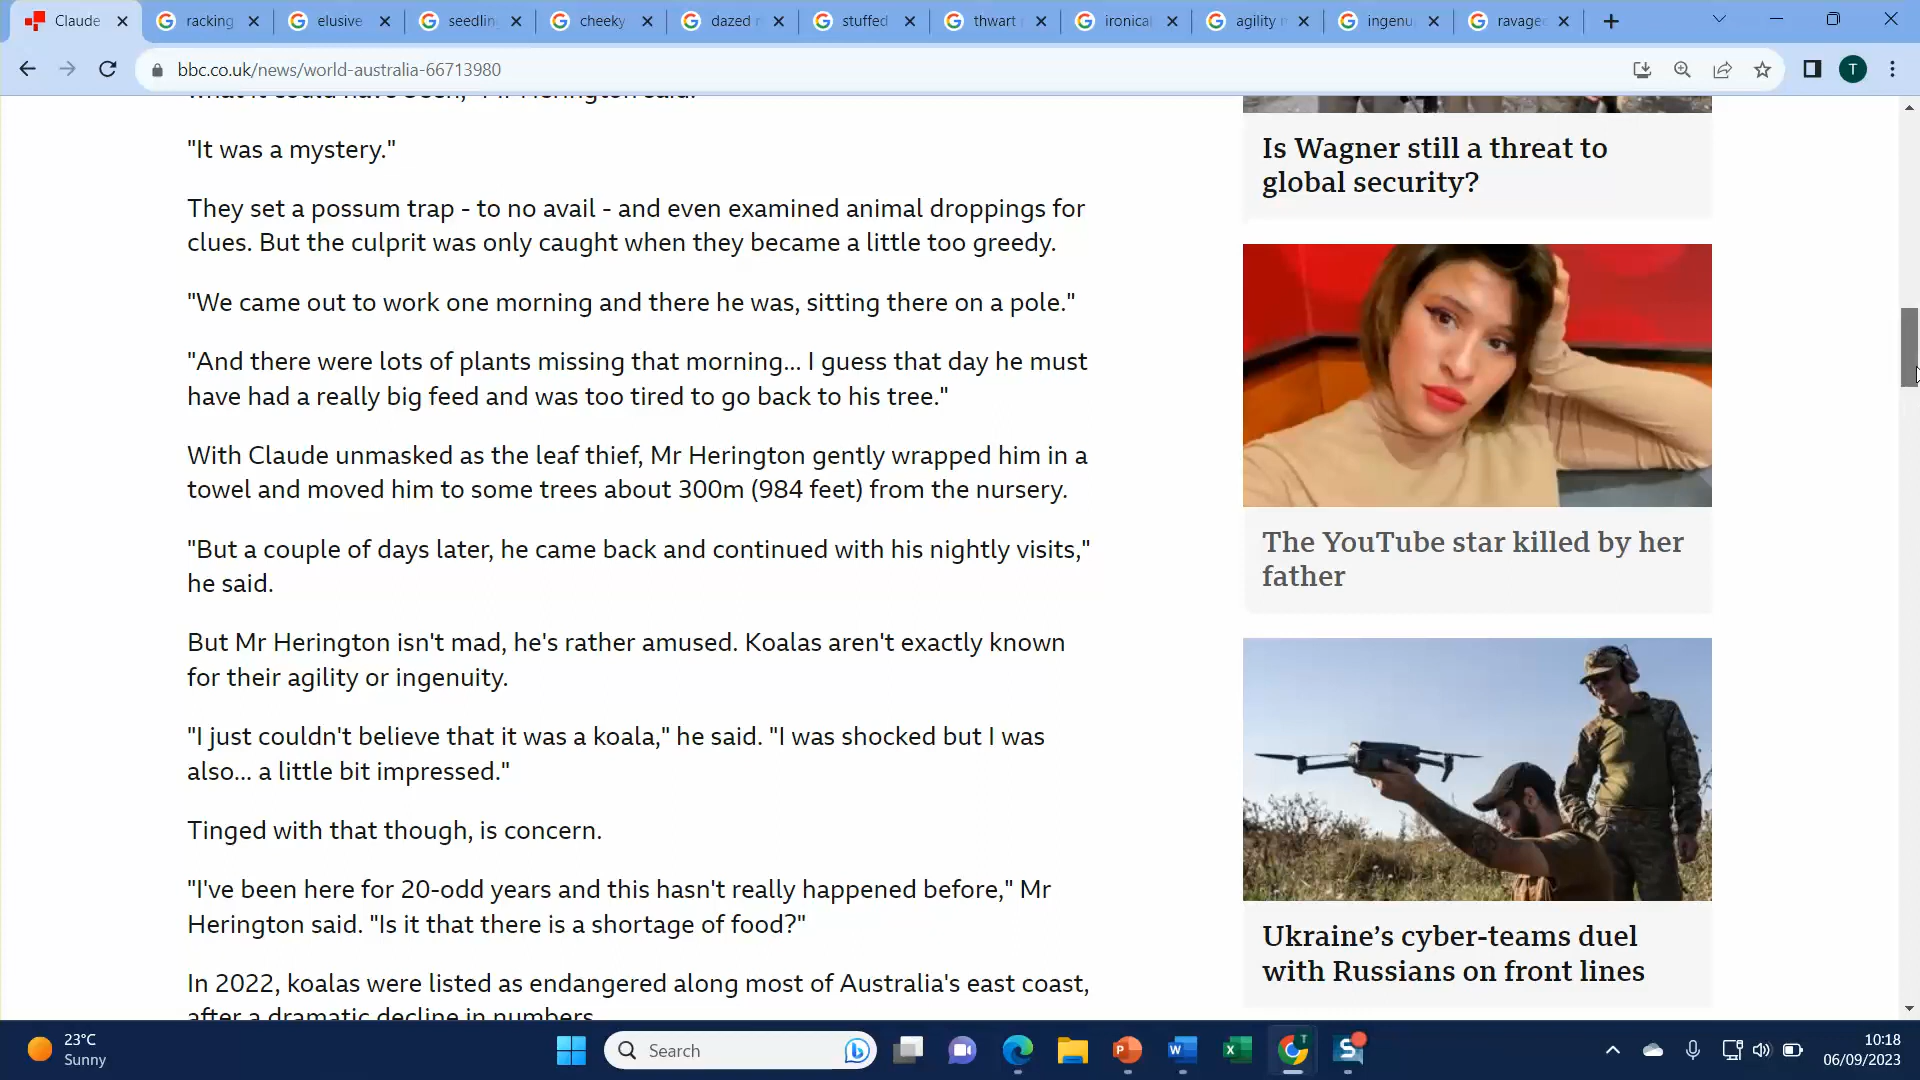 Claude
racking
elusive
seedlin
cheeky
dazed
stuffed
thwart
ironical
agility m
ingenu
ravage
bbc.co.uk/news/world-australia-66713980
T
"It was a mystery."
They set a possum trap - to no avail - and even examined animal droppings for
clues. But the culprit was only caught when they became a little too greedy.
"We came out to work one morning and there he was, sitting there on a pole."
"And there were lots of plants missing that morning... I guess that day he must
have had a really big feed and was too tired to go back to his tree."
With Claude unmasked as the leaf thief, Mr Herington gently wrapped him in a
towel and moved him to some trees about 300m (984 feet) from the nursery.
"But a couple of days later, he came back and continued with his nightly visits,"
he said.
But Mr Herington isn't mad, he's rather amused. Koalas aren't exactly known
for their agility or ingenuity.
"I just couldn't believe that it was a koala," he said. "I was shocked but I was
also... a little bit impressed."
Tinged with that though, is concern.
"I've been here for 20-odd years and this hasn't really happened before," Mr
Herington said. "Is it that there is a shortage of food?"
In 2022, koalas were listed as endangered along most of Australia's east coast,
after a dramatic decline in numbers
Is Wagner still a threat to
global security?
The YouTube star killed by her
father
Ukraine's cyber-teams duel
with Russians on front lines
23°C
Sunny
Search
10:18
06/09/2023